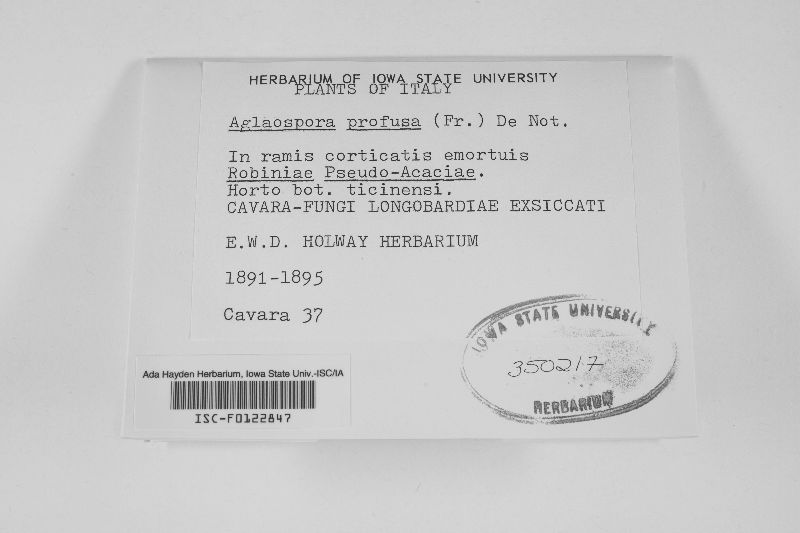 HERBARIUM OF IOWA STATE UNIVERSITY
PLANTS OF ITALY
Aglaospora profusa (Fr.) De Not.
In ramis corticatis emortuis
Robiniae Pseudo-Acaciae.
Horto bot. ticinensi.
CAVARA-FUNGI LONGOBARDIAE EXSICCATI
E.W.D. HOLWAY HERBARIUM
1891-1895
Cavara 37
IOWA STATE UNIVERSITY
350217
HERBARIUM
Ada Hayden Herbarium, Iowa State Univ.-ISC/IA
ISC-F0122847